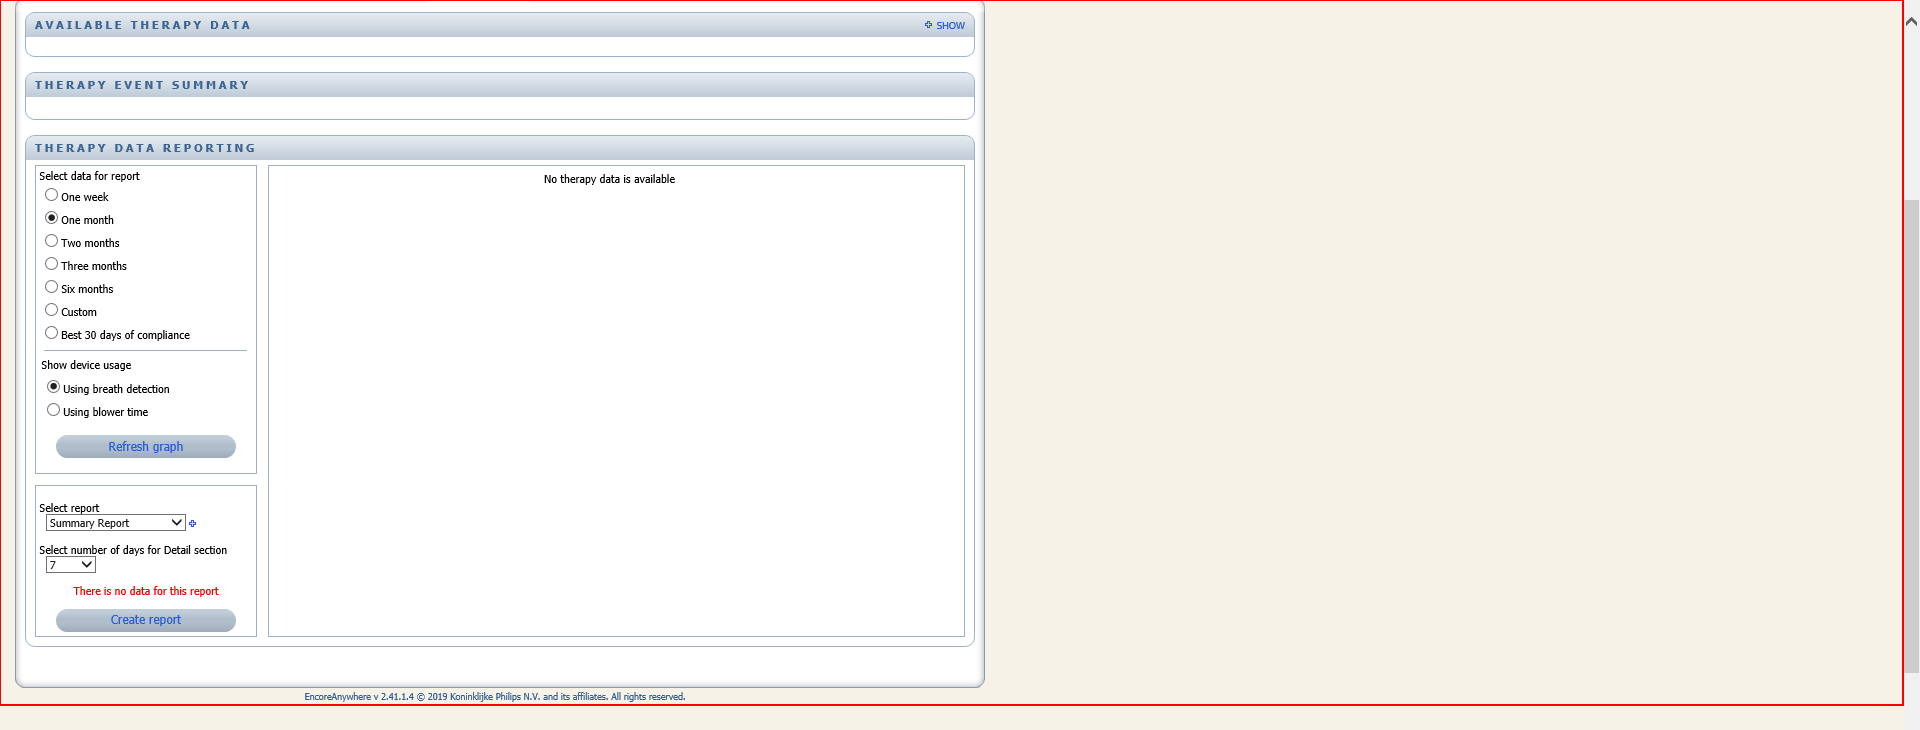 AVAILABLE THERAPY DATA
SHOW
THERAPY EVENT SUMMARY
THERAPY DATA REPORTING
Select data for report
One week
One month
Two months
Three months
Six months
Custom
Best 30 days of compliance
Show device usage
Using breath detection
Using blower time
Refresh graph
Select report
Summary Report
Select number of days for Detail section
7
There is no data for this report
Create report
No therapy data is available
EncoreAnywhere v 2.41.1.4 © 2019 Koninklijke Philips N.V. and its affiliates. All rights reserved.